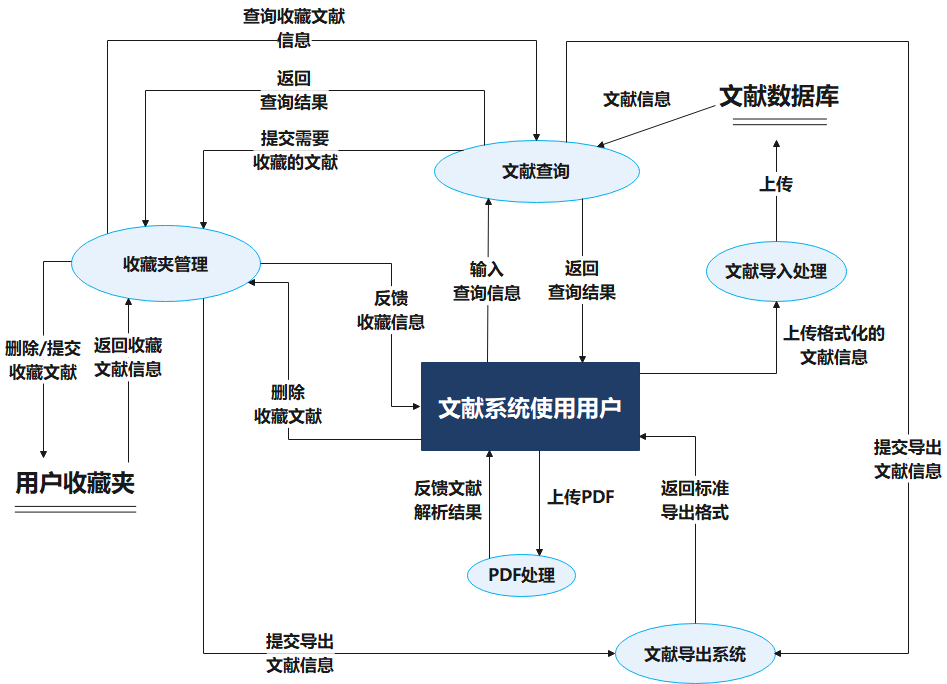 查询收藏文献
信息
返回
查询结果
提交需要
收藏的文献
文献信息
文献数据库
文献查询
上传
收藏夹管理
文献导入处理
输入
查询信息
返回
查询结果
反馈
收藏信息
删除/提交
收藏文献
返回收藏
文献信息
上传格式化的
文献信息
删除
收藏文献
文献系统使用用户
提交导出
文献信息
用户收藏夹
反馈文献
解折结果
上传PDF
返回标准
导出格式
PDF处理
提交导出
文献信息
文献导出系统